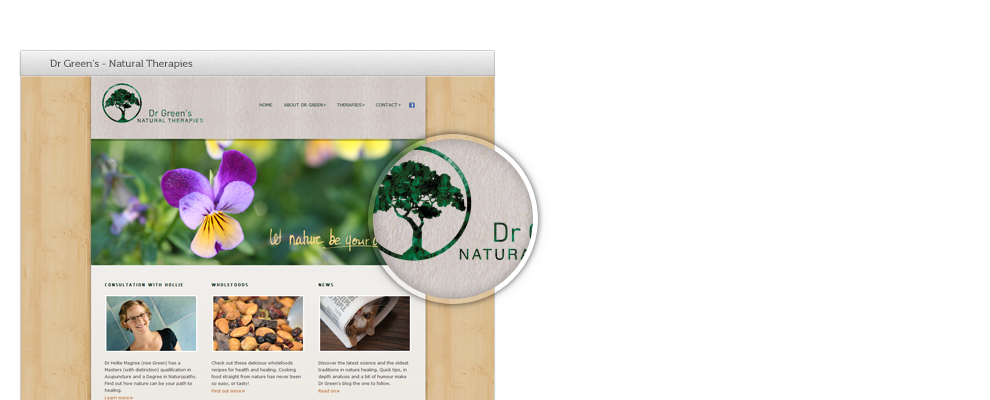 Dr Green's - Natural Therapies
Dr Green's
NATURAL THERAPIES
HOME ABOUT DR GREEN> THERAPIES> CONTACT>
let nature be your
Dr
NATURA
CONSULTATION WITH HOLLIE
Dr Hollie Magree (nee Green) has a
Masters (with distinction) qualification in
Acupuncture and a Degree in Naturopathy.
Find out how nature can be your path to
healing.
Learn more>
WHOLEFOODS
Check out these delicious wholefoods
recipes for health and healing. Cooking
food straight from nature has never been
so easy, or tasty!
Find out more>
NEWS
Discover the latest science and the oldest
traditions in nature healing. Quick tips, in
depth analysis and a bit of humour make
Dr Green's blog the one to follow.
Read on>